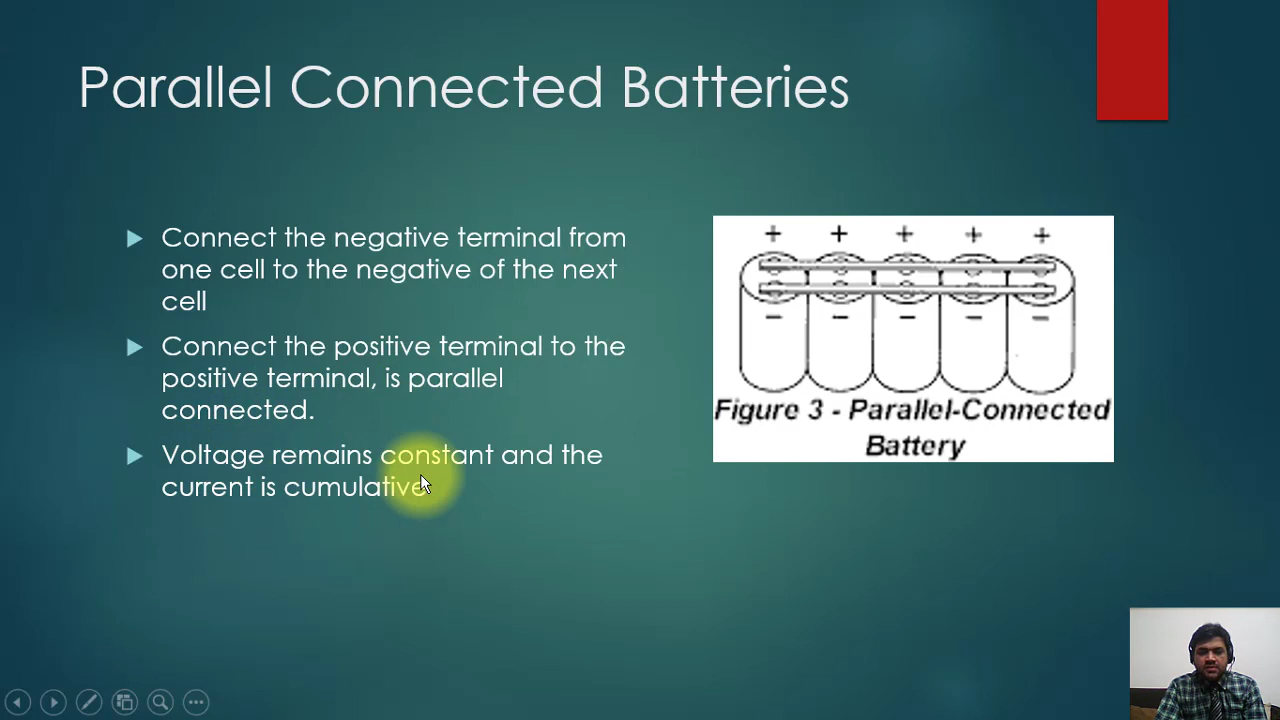 Parallel Connected Batteries
Connect the negative terminal from
one cell to the negative of the next
cell
Connect the positive terminal to the
positive terminal, is parallel
connected.
Voltage remains constant and the
current is cumulative
+ + + + +
− − − − −
Figure 3 - Parallel-Connected
Battery